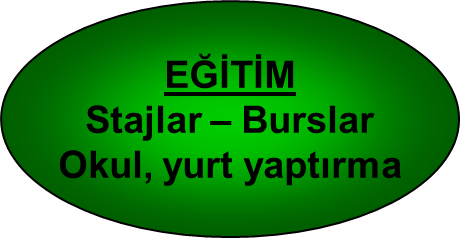 EĞİTİM
Stajlar – Burslar
Okul, yurt yaptırma